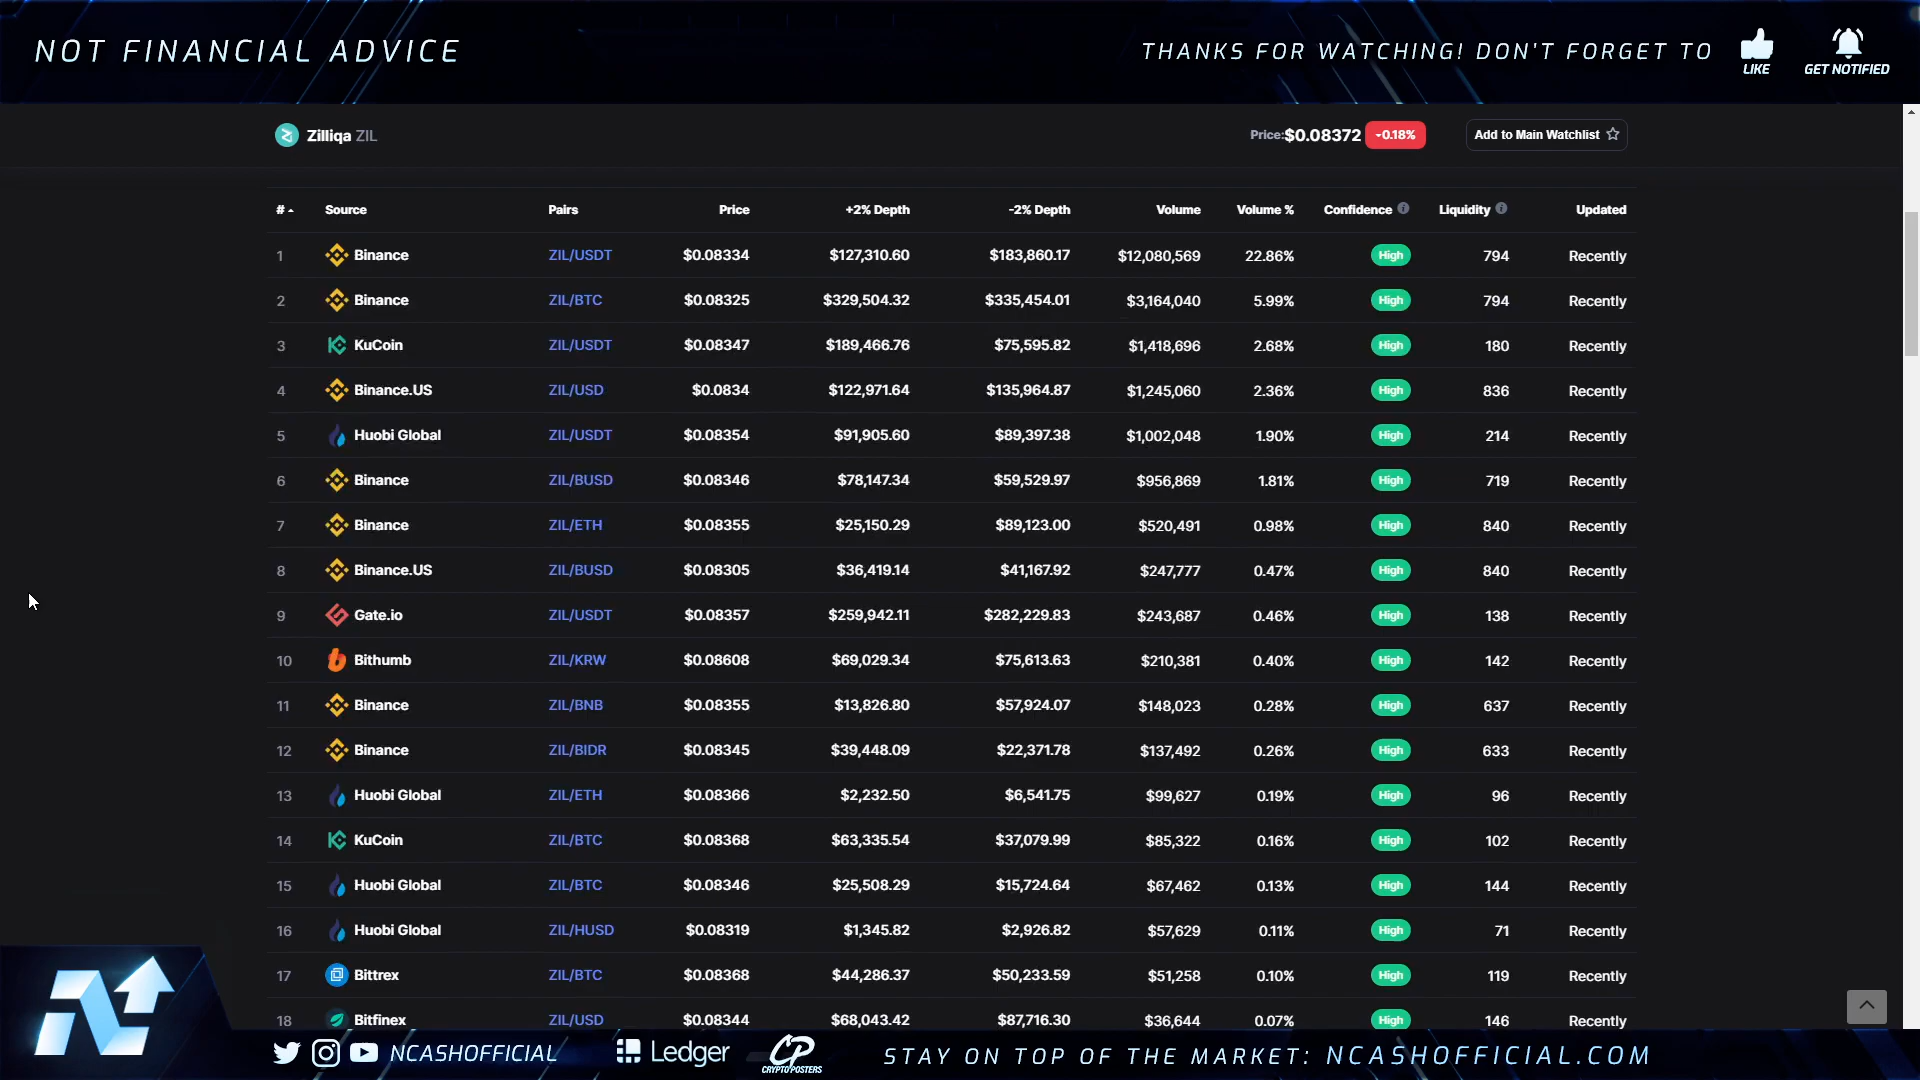 NOT FINANCIAL ADVICE
THANKS FOR WATCHING! DON'T FORGET TO
LIKE
GET NOTIFIED
Zilliqa ZIL
Price:$0.08372 -0.18%
Add to Main Watchlist
# Source Pairs Price +2% Depth -2% Depth Volume Volume % Confidence Liquidity Updated
1 Binance ZIL/USDT $0.08334 $127,310.60 $183,860.17 $12,080,569 22.86% High 794 Recently
2 Binance ZIL/BTC $0.08325 $329,504.32 $335,454.01 $3,164,040 5.99% High 794 Recently
3 KuCoin ZIL/USDT $0.08347 $189,466.76 $75,595.82 $1,418,696 2.68% High 180 Recently
4 Binance.US ZIL/USD $0.0834 $122,971.64 $135,964.87 $1,245,060 2.36% High 836 Recently
5 Huobi Global ZIL/USDT $0.08354 $91,905.60 $89,397.38 $1,002,048 1.90% High 214 Recently
6 Binance ZIL/BUSD $0.08346 $78,147.34 $59,529.97 $956,869 1.81% High 719 Recently
7 Binance ZIL/ETH $0.08355 $25,150.29 $89,123.00 $520,491 0.98% High 840 Recently
8 Binance.US ZIL/BUSD $0.08305 $36,419.14 $41,167.92 $247,777 0.47% High 840 Recently
9 Gate.io ZIL/USDT $0.08357 $259,942.11 $282,229.83 $243,687 0.46% High 138 Recently
10 Bithumb ZIL/KRW $0.08608 $69,029.34 $75,613.63 $210,381 0.40% High 142 Recently
11 Binance ZIL/BNB $0.08355 $13,826.80 $57,924.07 $148,023 0.28% High 637 Recently
12 Binance ZIL/BIDR $0.08345 $39,448.09 $22,371.78 $137,492 0.26% High 633 Recently
13 Huobi Global ZIL/ETH $0.08366 $2,232.50 $6,541.75 $99,627 0.19% High 96 Recently
14 KuCoin ZIL/BTC $0.08368 $63,335.54 $37,079.99 $85,322 0.16% High 102 Recently
15 Huobi Global ZIL/BTC $0.08346 $25,508.29 $15,724.64 $67,462 0.13% High 144 Recently
16 Huobi Global ZIL/HUSD $0.08319 $1,345.82 $2,926.82 $57,629 0.11% High 71 Recently
17 Bittrex ZIL/BTC $0.08368 $44,286.37 $50,233.59 $51,258 0.10% High 119 Recently
18 Bitfinex ZIL/USD $0.08344 $68,043.42 $87,716.30 $36,644 0.07% High 146 Recently
NCASHOFFICIAL
Ledger
CP
CRYPTOPOSTERS
STAY ON TOP OF THE MARKET: NCASHOFFICIAL.COM